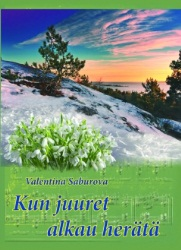 Valentina Saburova
Kun juuret
alkau herätä